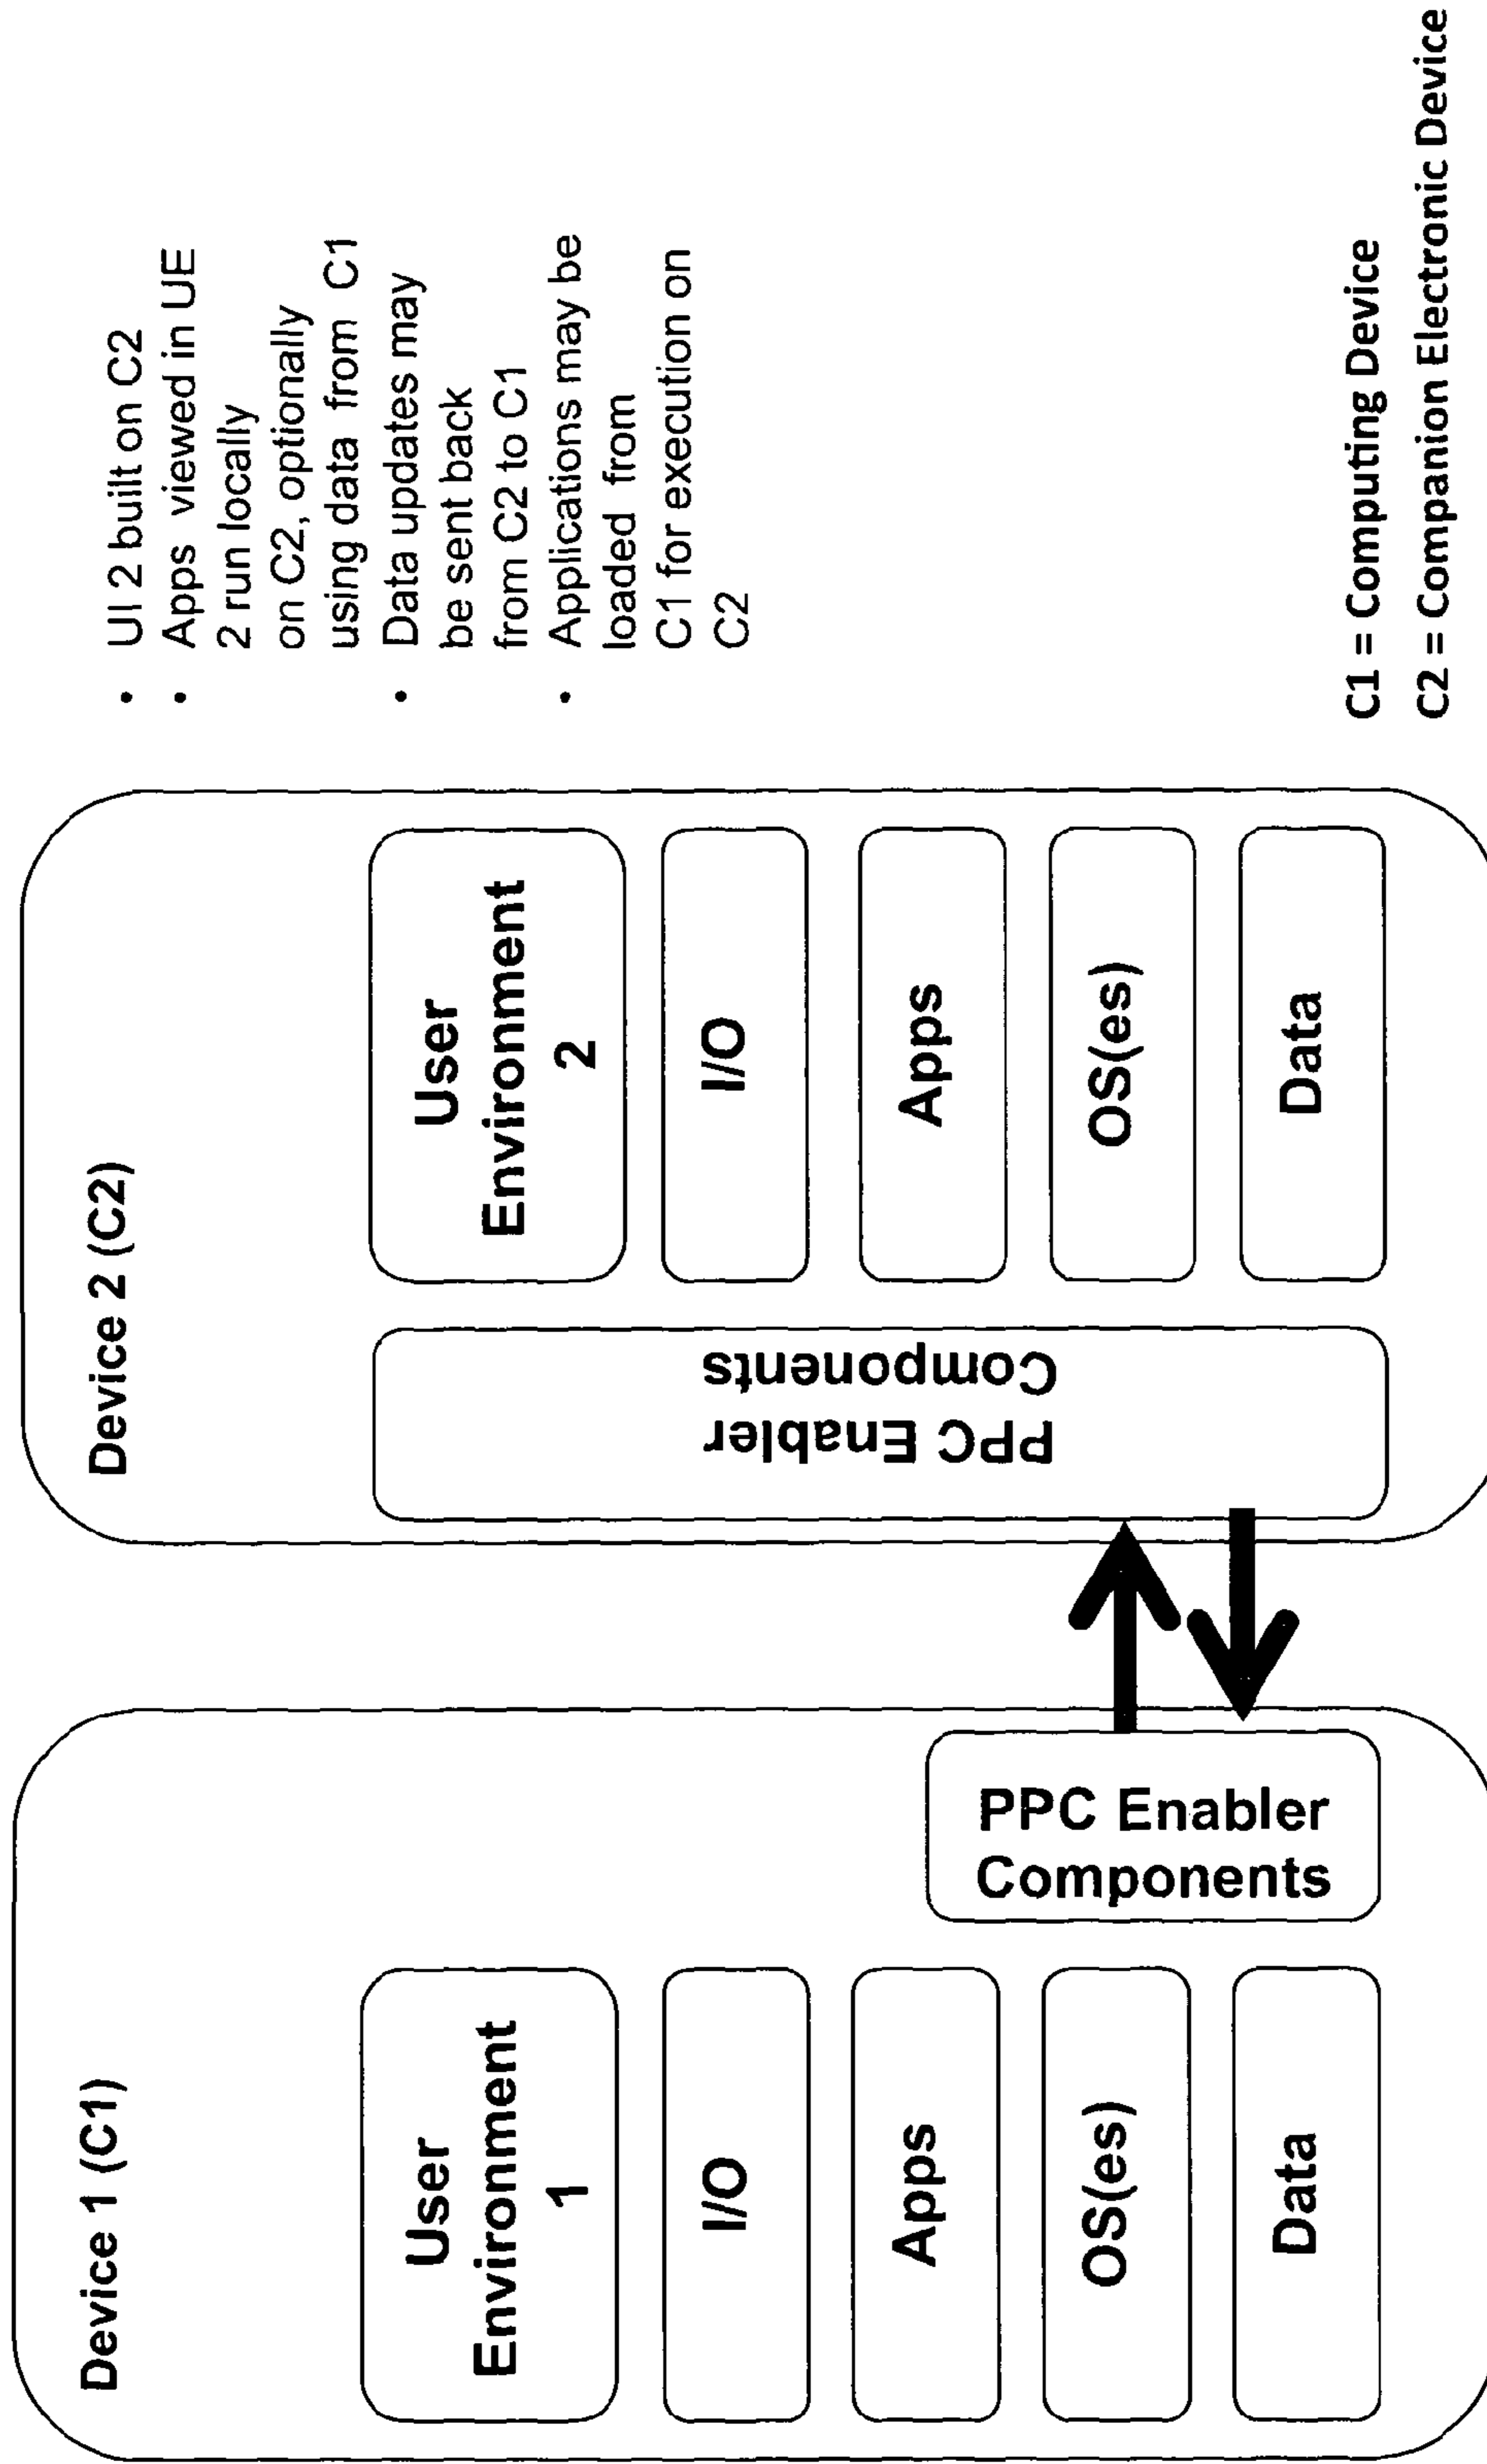 Device 1 (C1)
User
Environment
1
I/O
Apps
OS(es)
Data
PPC Enabler
Components
Device 2 (C2)
PPC Enabler
Components
User
Environment
2
I/O
Apps
OS(es)
Data
• UI 2 built on C2
• Apps viewed in UE
2 run locally
on C2, optionally
using data from C1
• Data updates may
be sent back
from C2 to C1
• Applications may be
loaded from
C1 for execution on
C2
C1 = Computing Device
C2 = Companion Electronic Device